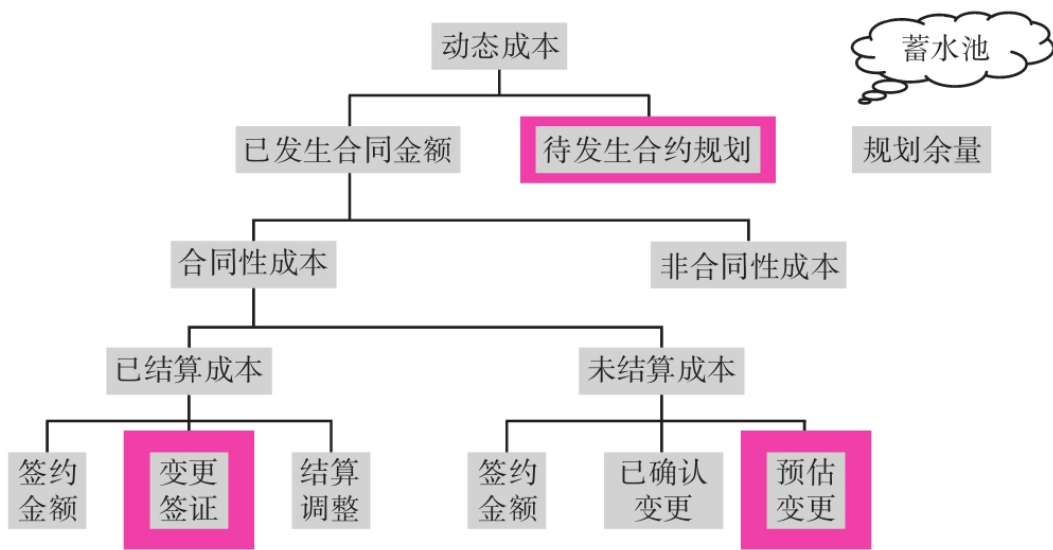 动态成本
蓄水池
已发生合同金额
待发生合约规划
规划余量
合同性成本
非合同性成本
已结算成本
未结算成本
签约
金额
变更
签证
结算
调整
签约
金额
已确认
变更
预估
变更